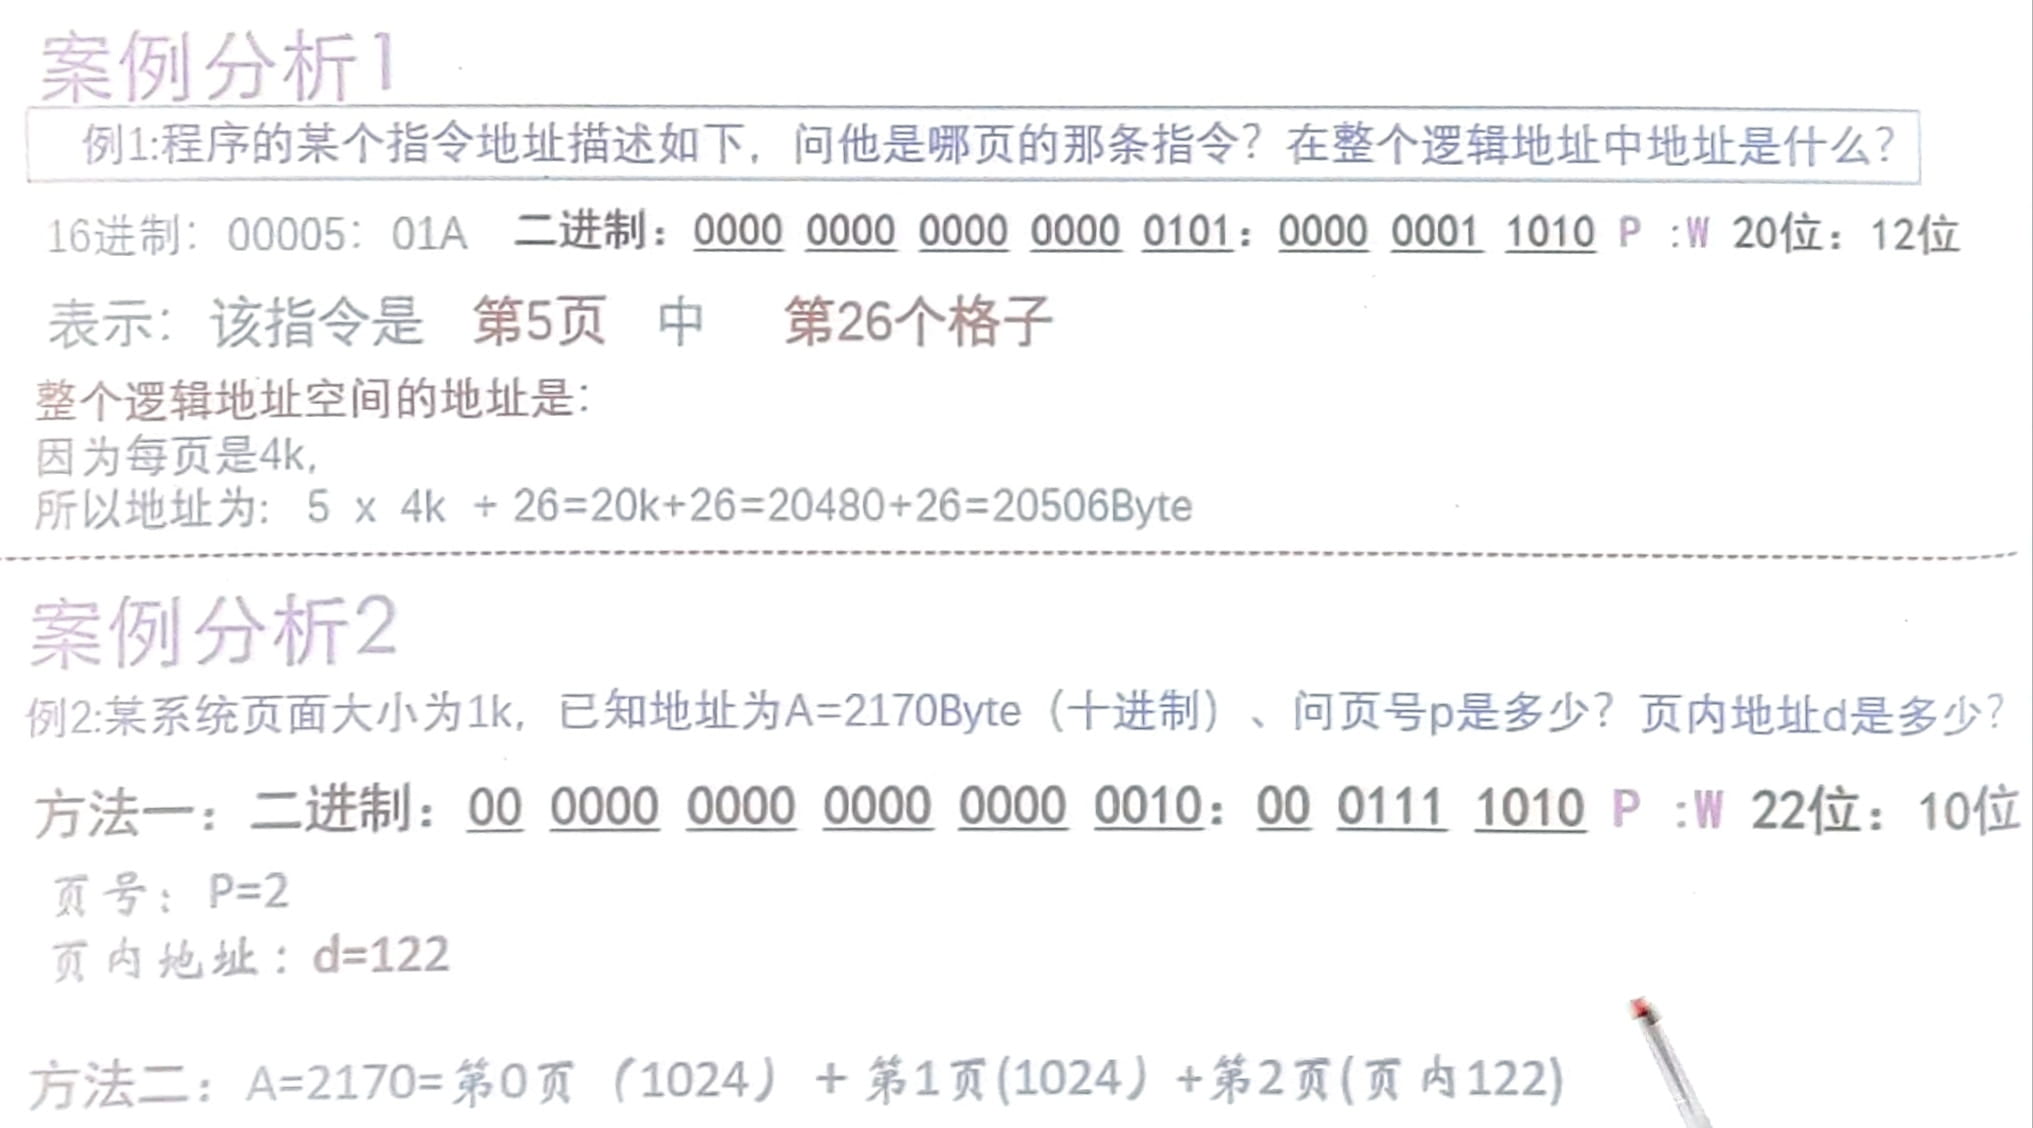 案例分析1
例1:程序的某个指令地址描述如下，问他是哪页的那条指令？在整个逻辑地址中地址是什么？
16进制：00005：01A 二进制：0000 0000 0000 0000 0101：0000 0001 1010 P :W 20位：12位
表示：该指令是 第5页 中 第26个格子
整个逻辑地址空间的地址是：
因为每页是4k,
所以地址为：5 x 4k + 26=20k+26=20480+26=20506Byte
案例分析2
例2:某系统页面大小为1k，已知地址为A=2170Byte（十进制）、问页号p是多少？页内地址d是多少？
方法一：二进制：00 0000 0000 0000 0000 0010：00 0111 1010 P :W 22位：10位
页号：P=2
页内地址：d=122
方法二：A=2170=第0页（1024）+ 第1页(1024）+第2页(页内122)